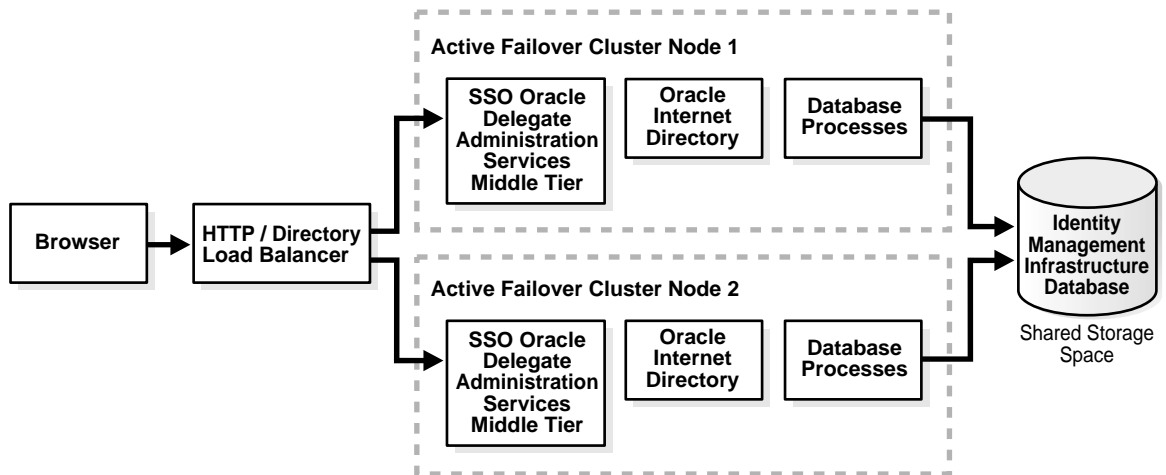 Active Failover Cluster Node 1
SSO Oracle
Delegate
Administration
Services
Middle Tier
Oracle
Internet
Directory
Database
Processes
Browser
HTTP / Directory
Load Balancer
Identity
Management
Infrastructure
Database
Shared Storage
Space
Active Failover Cluster Node 2
SSO Oracle
Delegate
Administration
Services
Middle Tier
Oracle
Internet
Directory
Database
Processes